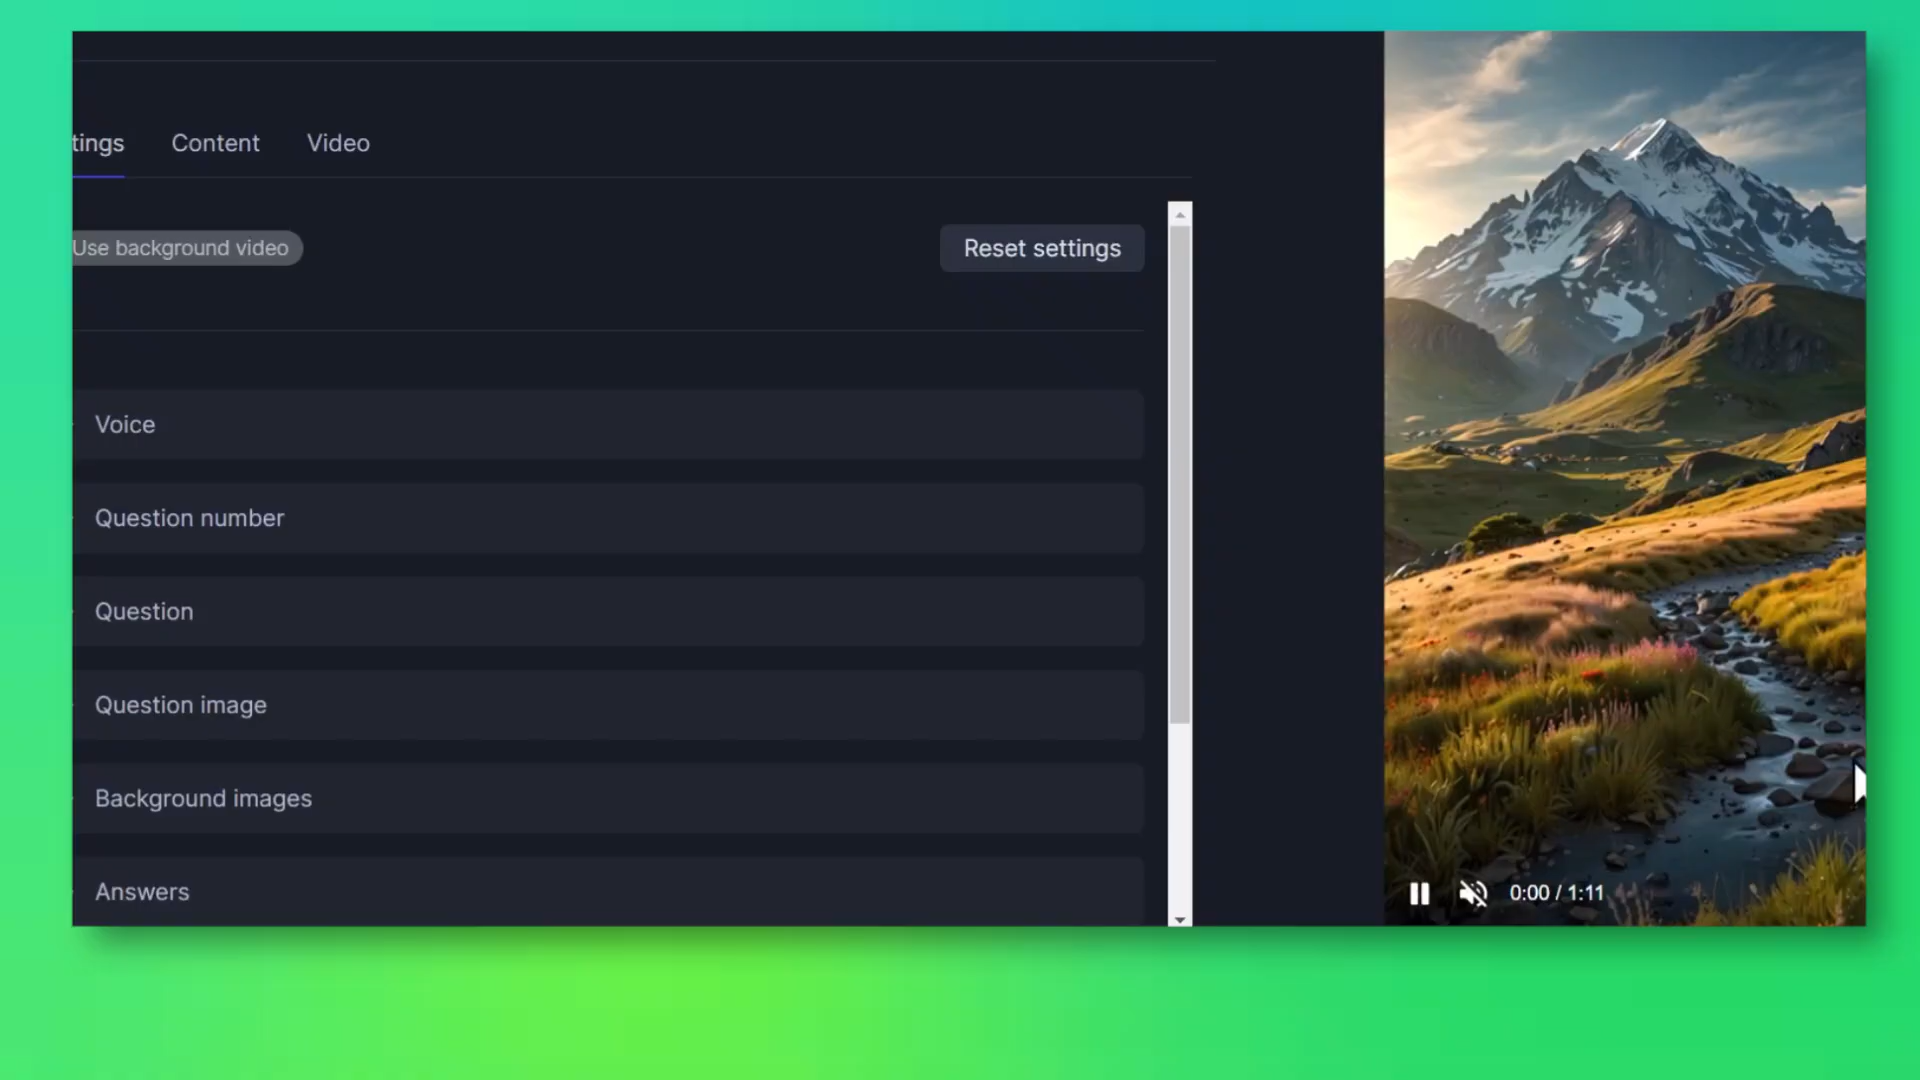 tings Content Video
Use background video
Reset settings
Voice
Question number
Question
Question image
Background images
Answers
0:00 / 1:11